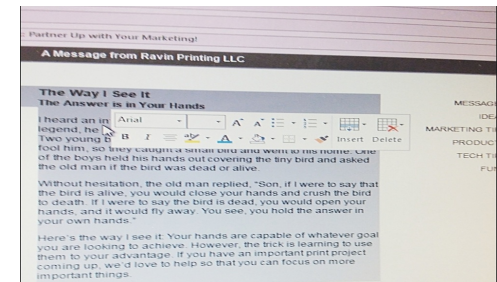 : Partner Up with Your Marketing!
A Message from Ravin Printing LLC
The Way I See It
The Answer is in Your Hands
I heard an in
legend, he
Two young b
fool him, so they caught a small bird and went to his home. One
of the boys held his hands out covering the tiny bird and asked
the old man if the bird was dead or alive.
Without hesitation, the old man replied, "Son, if I were to say that
the bird is alive, you would close your hands and crush the bird
to death. If I were to say the bird is dead, you would open your
hands, and it would fly away. You see, you hold the answer in
your own hands."
Here's the way I see it: Your hands are capable of whatever goal
you are looking to achieve. However, the trick is learning to use
them to your advantage. If you have an important print project
coming up, we'd love to help so that you can focus on more
important things.
Arial
A A
B I ab A Insert Delete
MESSAG
IDE
MARKETING TI
PRODUC
TECH TI
FU